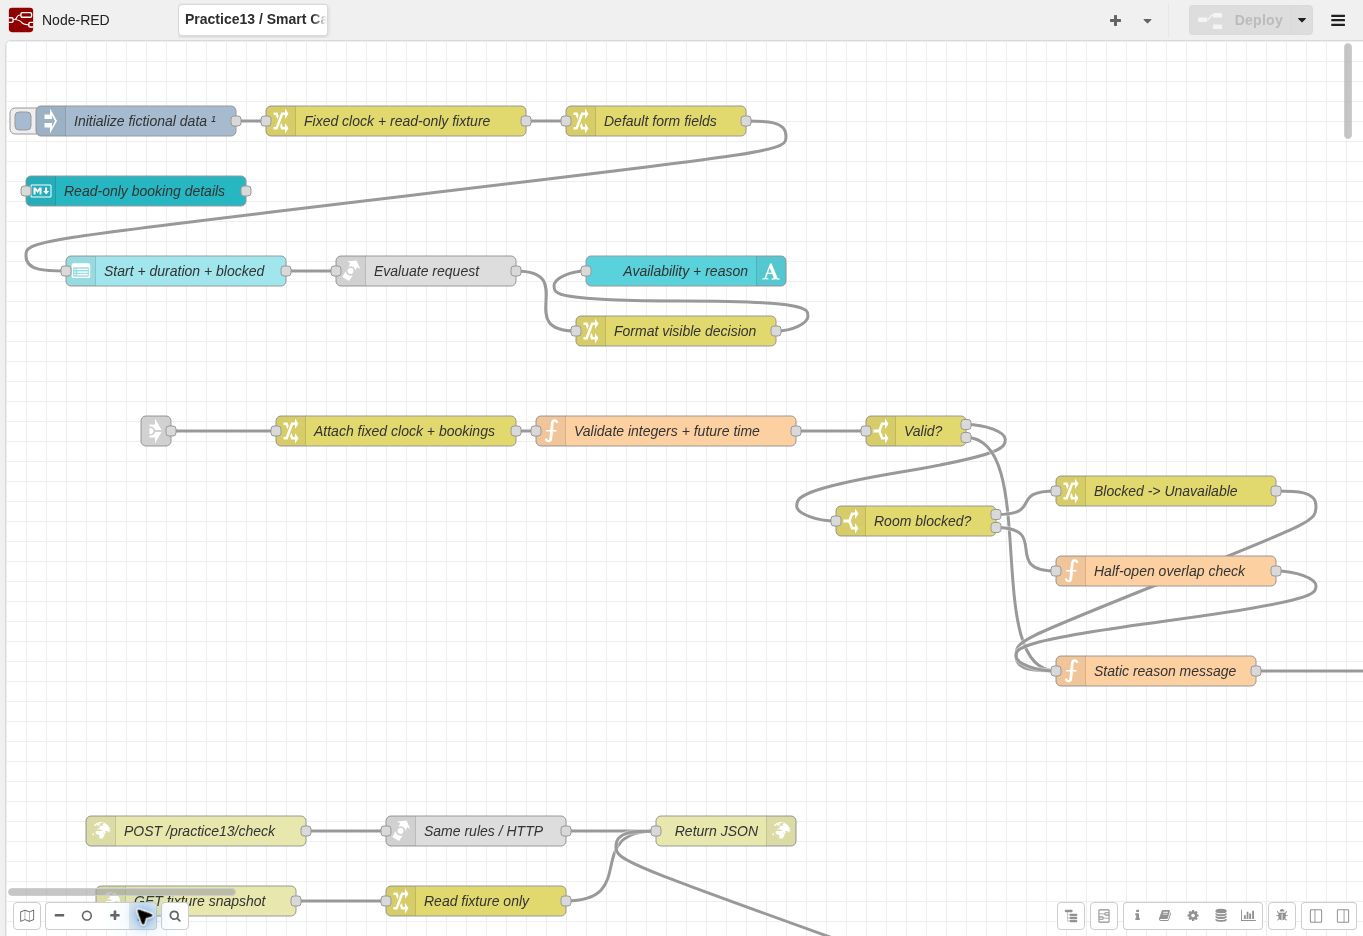 Node-RED
Practice13 / Smart Ca
Deploy
Initialize fictional data ¹
Fixed clock + read-only fixture
Default form fields
Read-only booking details
Start + duration + blocked
Evaluate request
Availability + reason
Format visible decision
Attach fixed clock + bookings
Validate integers + future time
Valid?
Blocked -> Unavailable
Room blocked?
Half-open overlap check
Static reason message
POST /practice13/check
Same rules / HTTP
Return JSON
GET fixture snapshot
Read fixture only